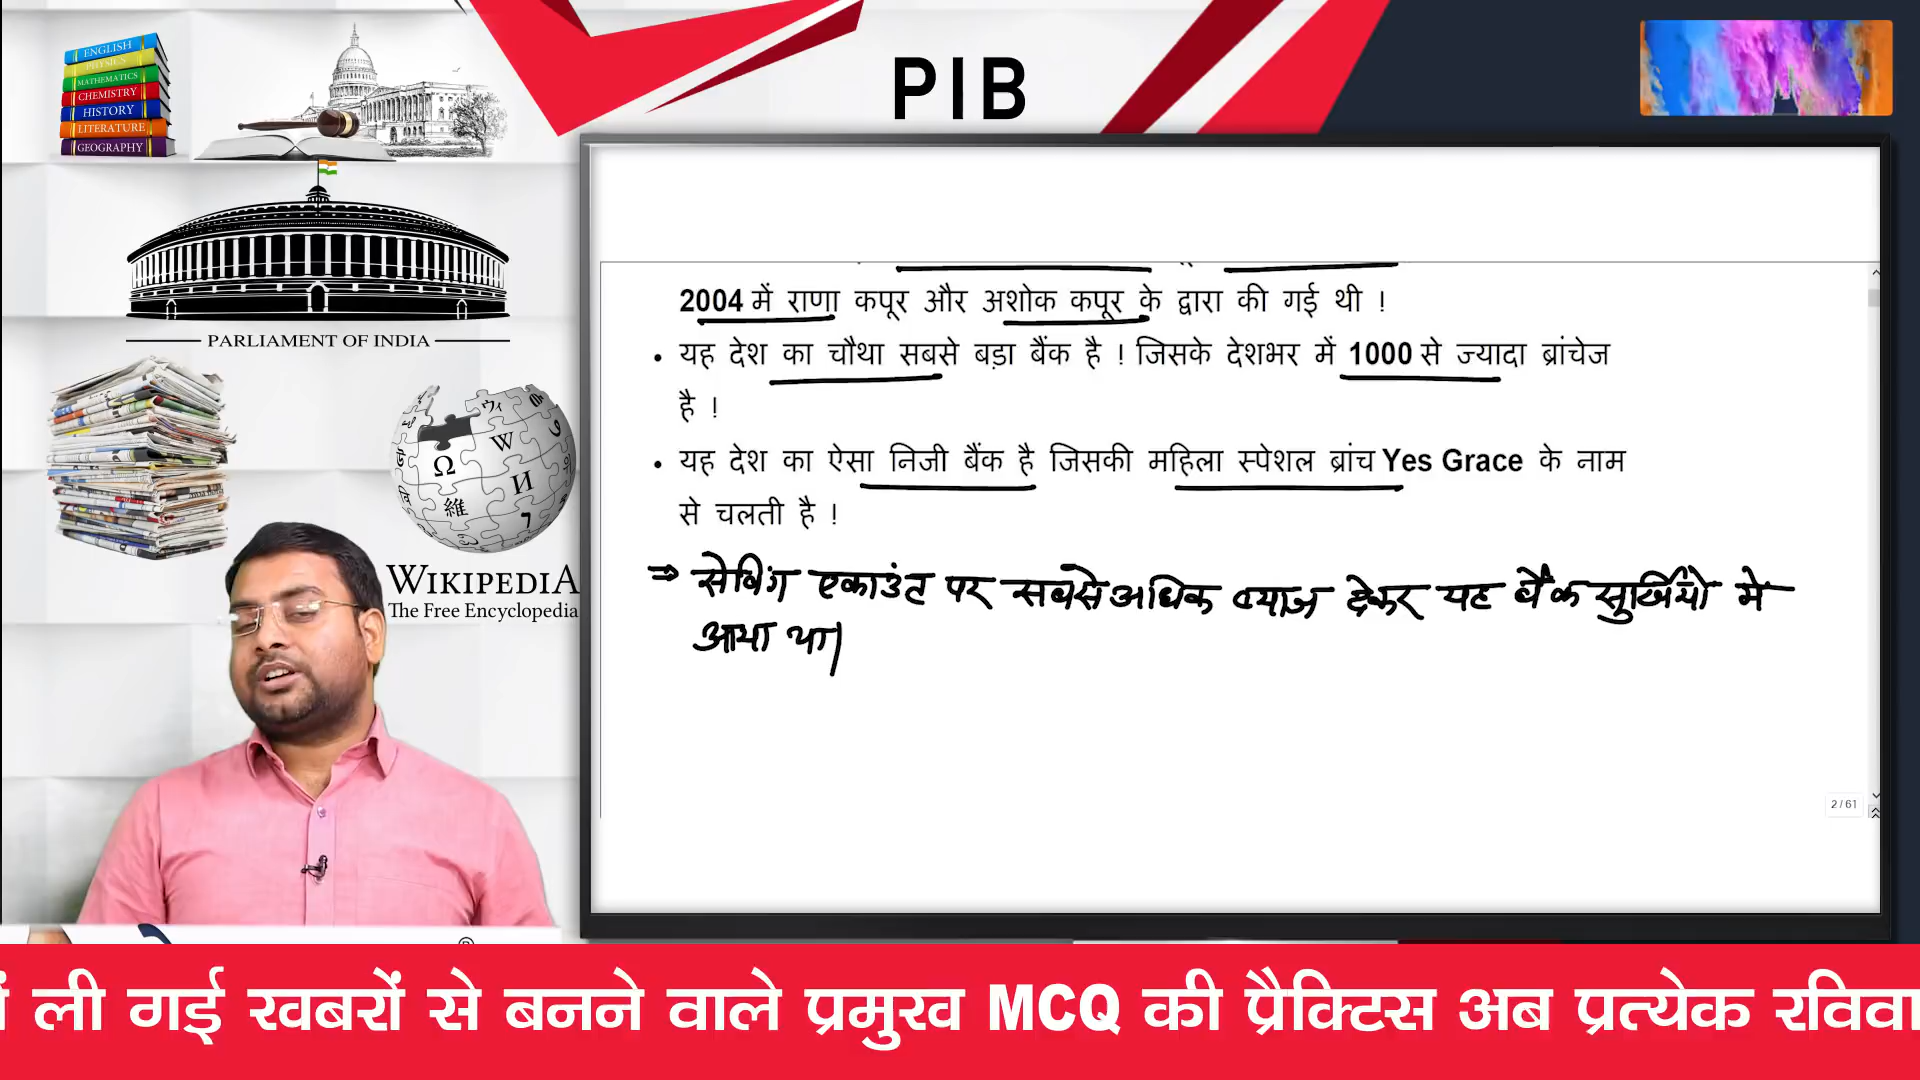 PIB
ENGLISH
PHYSICS
MATHEMATICS
CHEMISTRY
HISTORY
LITERATURE
GEOGRAPHY
PARLIAMENT OF INDIA
WIKIPEDIA
The Free Encyclopedia
2004 में राणा कपूर और अशोक कपूर के द्वारा की गई थी !
• यह देश का चौथा सबसे बड़ा बैंक है ! जिसके देशभर में 1000 से ज्यादा ब्रांचेज
है !
• यह देश का ऐसा निजी बैंक है जिसकी महिला स्पेशल ब्रांच Yes Grace के नाम
से चलती है !
⇒ सेविंग एकाउंट पर सबसे अधिक ब्याज देकर यह बैंक सुर्खियो में
आया था|
2 / 61
ली गई खबरों से बनने वाले प्रमुख MCQ की प्रैक्टिस अब प्रत्येक रविवा